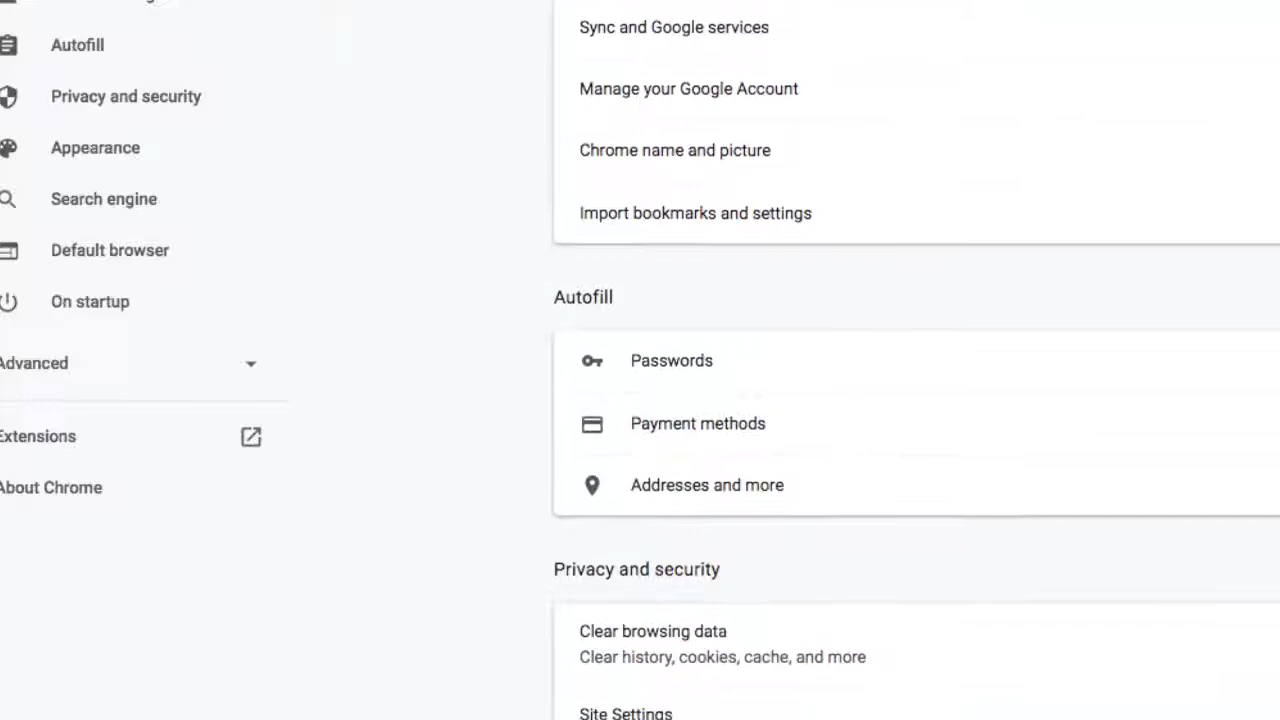 Autofill
Privacy and security
Appearance
Search engine
Default browser
On startup
Advanced
Extensions
About Chrome
Sync and Google services
Manage your Google Account
Chrome name and picture
Import bookmarks and settings
Autofill
Passwords
Payment methods
Addresses and more
Privacy and security
Clear browsing data
Clear history, cookies, cache, and more
Site Settings